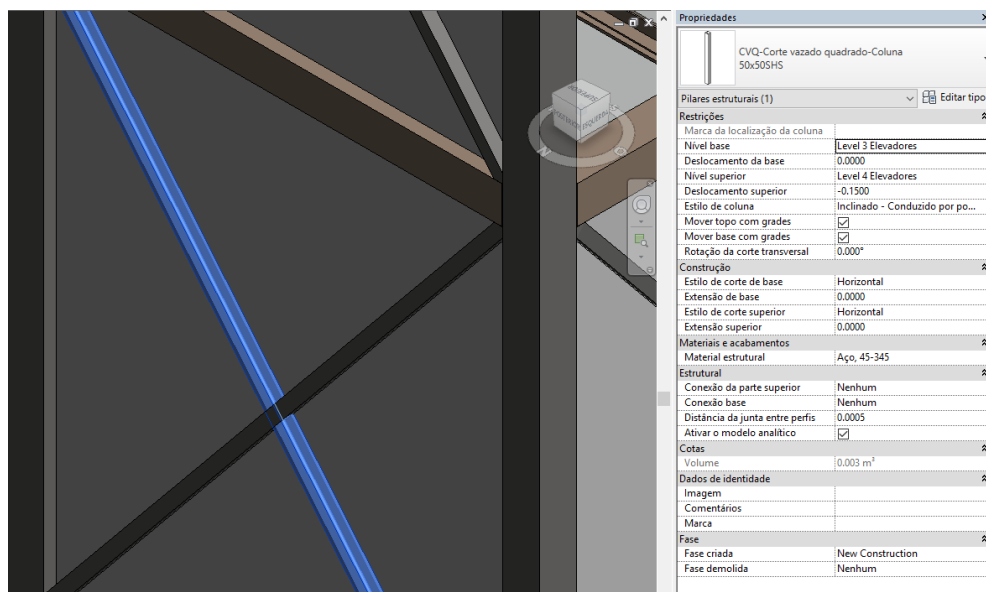 Propriedades
CVQ-Corte vazado quadrado-Coluna
50x50SHS
Pilares estruturais (1)
Editar tipo
Restrições
Marca da localização da coluna
Nível base Level 3 Elevadores
Deslocamento da base 0.0000
Nível superior Level 4 Elevadores
Deslocamento superior -0.1500
Estilo de coluna Inclinado - Conduzido por po...
Mover topo com grades
Mover base com grades
Rotação da corte transversal 0.000°
Construção
Estilo de corte de base Horizontal
Extensão de base 0.0000
Estilo de corte superior Horizontal
Extensão superior 0.0000
Materiais e acabamentos
Material estrutural Aço, 45-345
Estrutural
Conexão da parte superior Nenhum
Conexão base Nenhum
Distância da junta entre perfis 0.0005
Ativar o modelo analítico
Cotas
Volume 0.003 m³
Dados de identidade
Imagem
Comentários
Marca
Fase
Fase criada New Construction
Fase demolida Nenhum